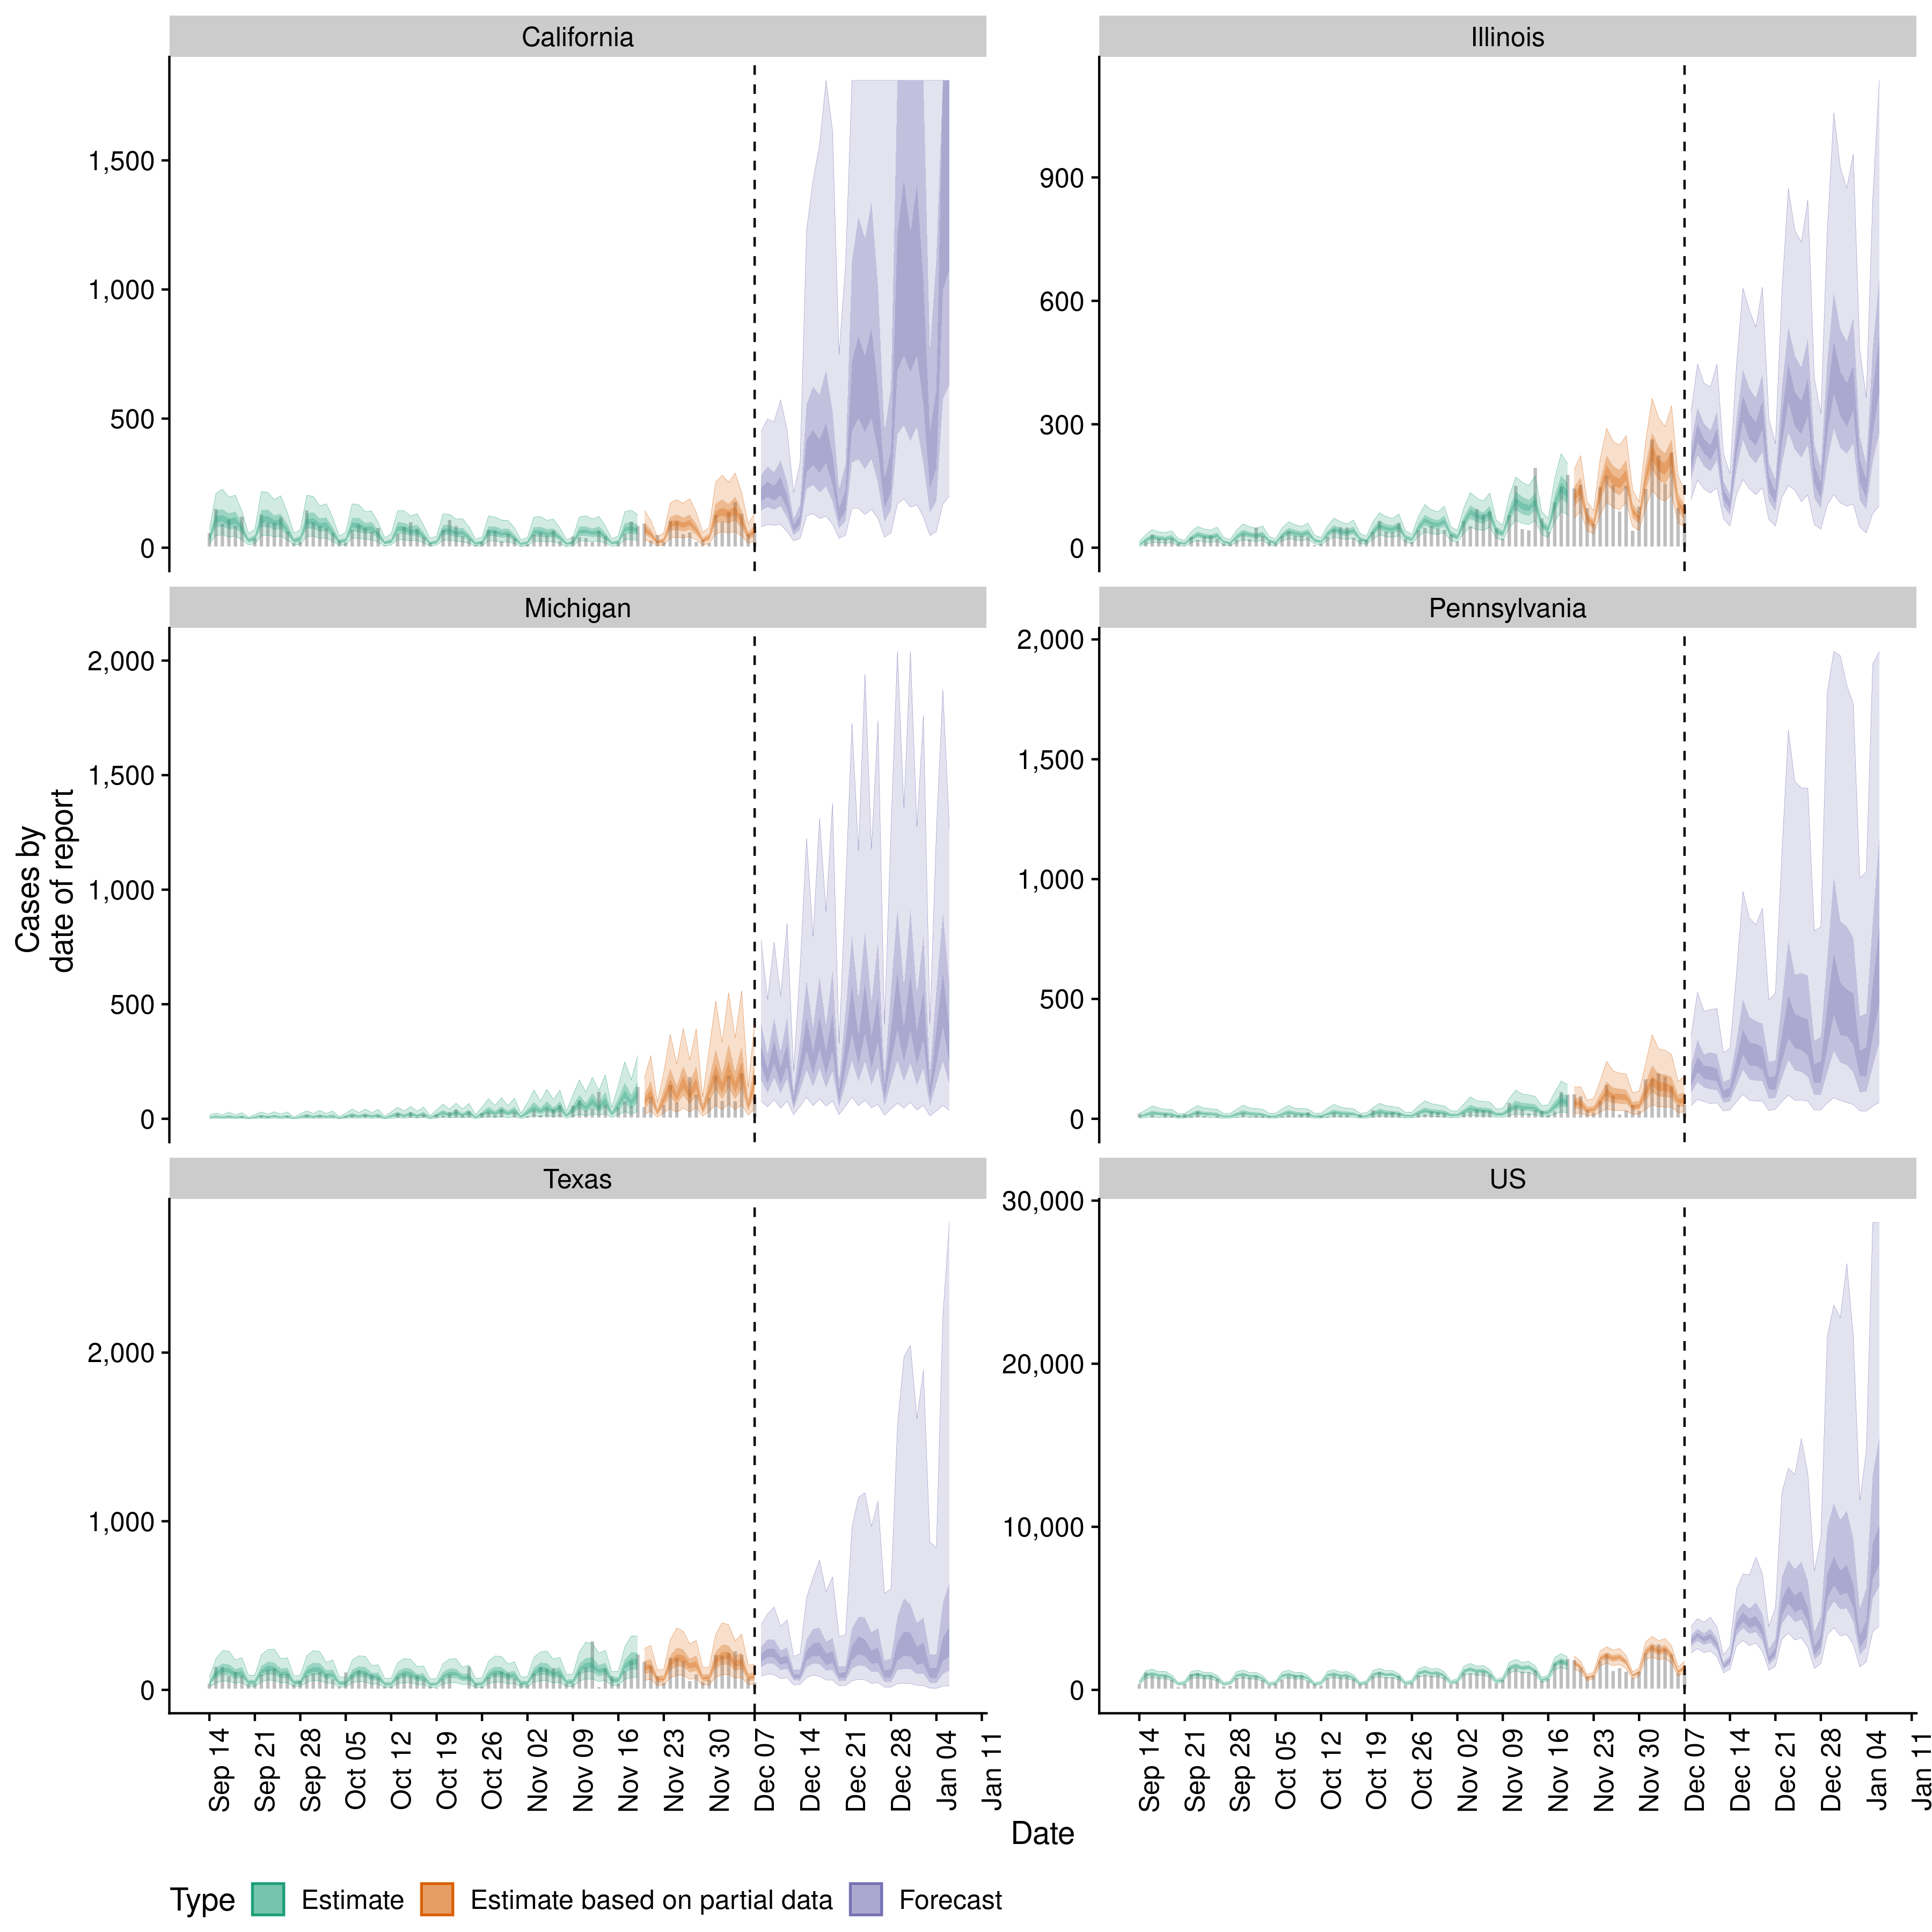 California
Illinois
1,500
1,000
500
0
900
600
300
0
Michigan
Pennsylvania
2,000
1,500
1,000
500
0
2,000
1,500
1,000
500
0
Cases by
date of report
Texas
US
2,000
1,000
0
30,000
20,000
10,000
0
Sep 14
Sep 21
Sep 28
Oct 05
Oct 12
Oct 19
Oct 26
Nov 02
Nov 09
Nov 16
Nov 23
Nov 30
Dec 07
Dec 14
Dec 21
Dec 28
Jan 04
Jan 11
Sep 14
Sep 21
Sep 28
Oct 05
Oct 12
Oct 19
Oct 26
Nov 02
Nov 09
Nov 16
Nov 23
Nov 30
Dec 07
Dec 14
Dec 21
Dec 28
Jan 04
Jan 11
Date
Type Estimate Estimate based on partial data Forecast